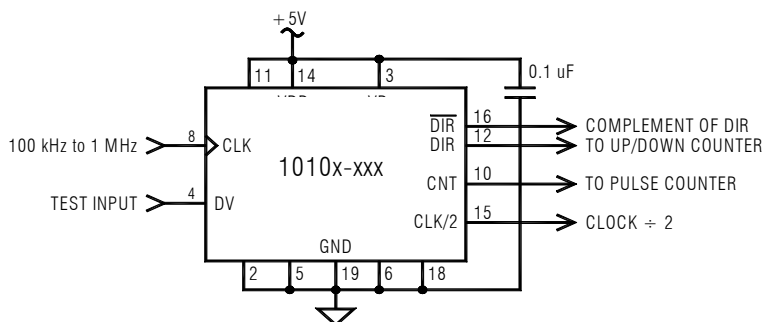 +5V
11 14 3
0.1 uF
100 kHz to 1 MHz 8 CLK
TEST INPUT 4 DV
1010x-xxx
DIR 16 COMPLEMENT OF DIR
DIR 12 TO UP/DOWN COUNTER
CNT 10 TO PULSE COUNTER
CLK/2 15 CLOCK ÷ 2
GND
2 5 19 6 18